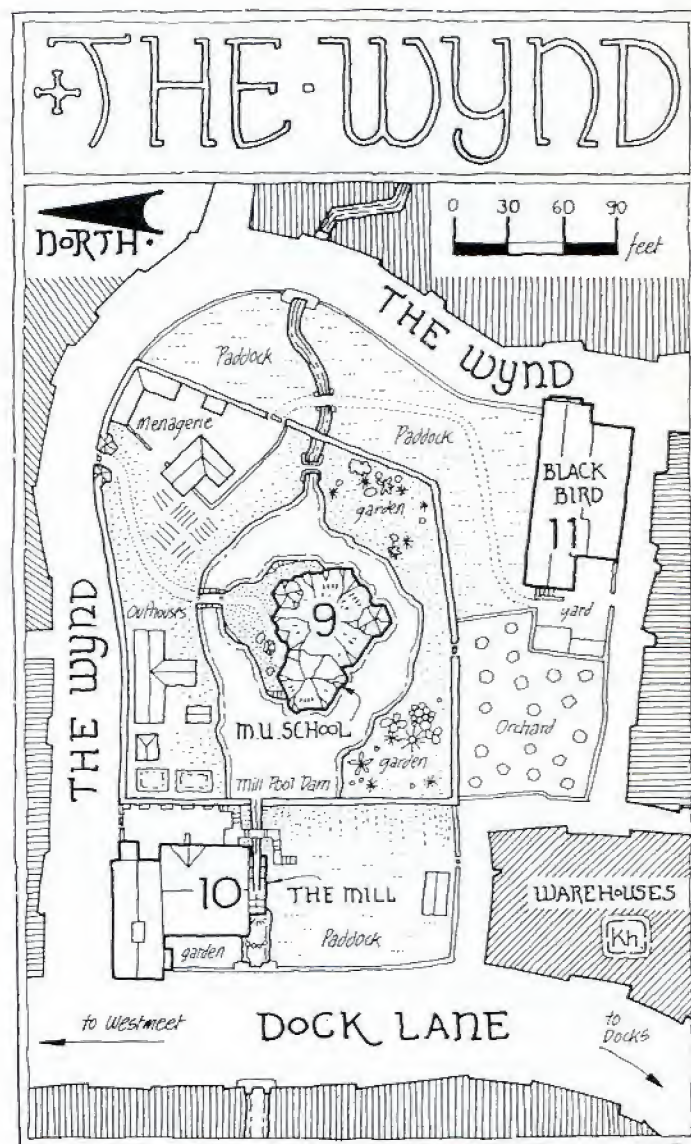 THE · WYND
NORTH ·
0 30 60 90
feet
THE WYND
Paddock
Menagerie
Paddock
BLACK
BIRD
11
garden
yard
9
Outhouses
THE WYND
M.U. SCHOOL
Orchard
garden
Mill Pool Dam
10
THE MILL
WAREHOUSES
Kh.
garden
Paddock
to Westmeet
DOCK LANE
to
Docks